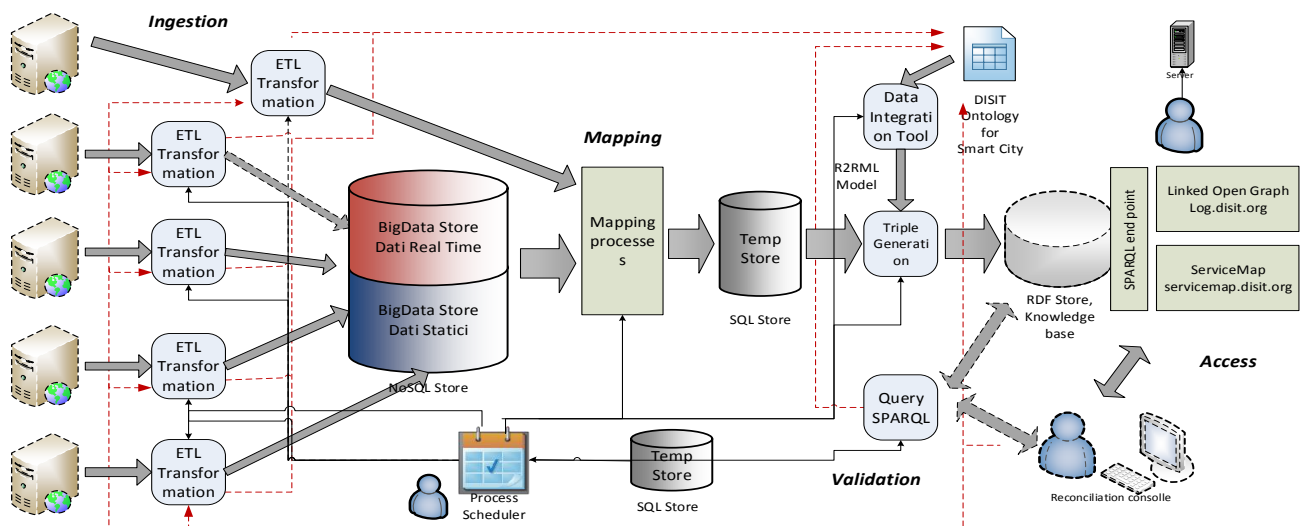 Ingestion
ETL
Transfor
mation
ETL
Transfor
mation
ETL
Transfor
mation
ETL
Transfor
mation
ETL
Transfor
mation
BigData Store
Dati Real Time
BigData Store
Dati Statici
NoSQL Store
Process
Scheduler
Mapping
Mapping
processe
s
Temp
Store
SQL Store
Temp
Store
SQL Store
Data
Integrati
on Tool
R2RML
Model
Triple
Generati
on
DISIT
Ontology
for
Smart City
Query
SPARQL
Validation
RDF Store,
Knowledge
base
SPARQL end point
Server
Linked Open Graph
Log.disit.org
ServiceMap
servicemap.disit.org
Access
Reconciliation consolle